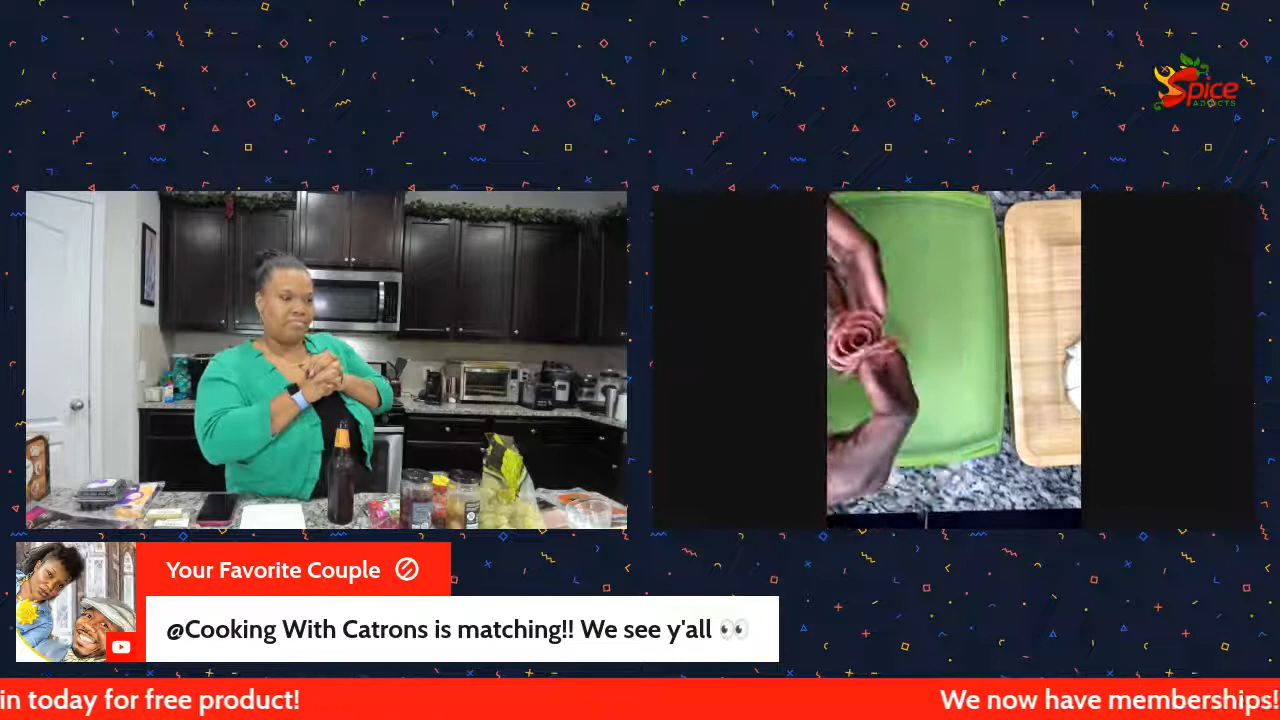 Spice
ADDICTS
Your Favorite Couple
@Cooking With Catrons is matching!! We see y'all 👀
in today for free product!
We now have memberships!